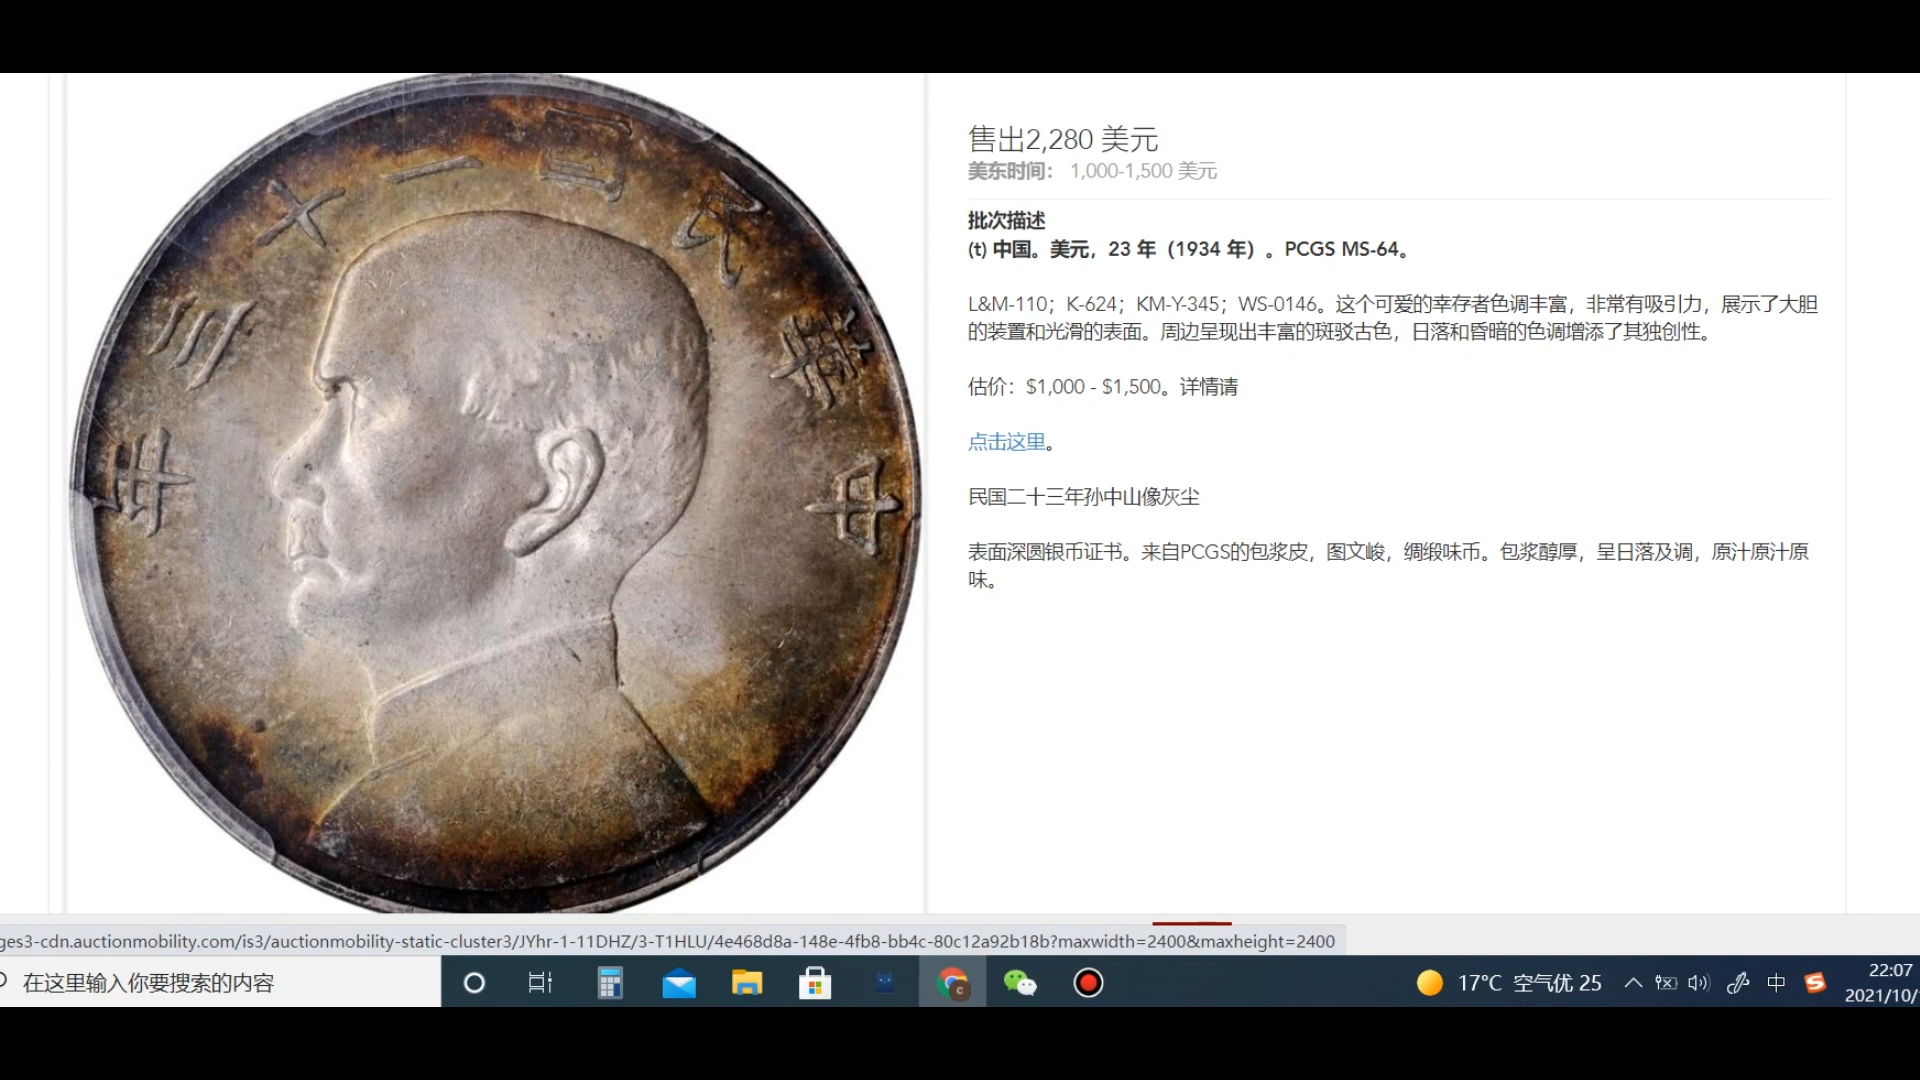 年三十二國民華中
售出2,280 美元
美东时间： 1,000-1,500 美元
批次描述
(t) 中国。美元，23 年（1934 年）。PCGS MS-64。
L&M-110；K-624；KM-Y-345；WS-0146。这个可爱的幸存者色调丰富，非常有吸引力，展示了大胆
的装置和光滑的表面。周边呈现出丰富的斑驳古色，日落和昏暗的色调增添了其独创性。
估价：$1,000 - $1,500。详情请
点击这里。
民国二十三年孙中山像灰尘
表面深圆银币证书。来自PCGS的包浆皮，图文峻，绸缎味币。包浆醇厚，呈日落及调，原汁原汁原
味。
ges3-cdn.auctionmobility.com/is3/auctionmobility-static-cluster3/JYhr-1-11DHZ/3-T1HLU/4e468d8a-148e-4fb8-bb4c-80c12a92b18b?maxwidth=2400&maxheight=2400
在这里输入你要搜索的内容
17°C 空气优 25
中
22:07
2021/10/